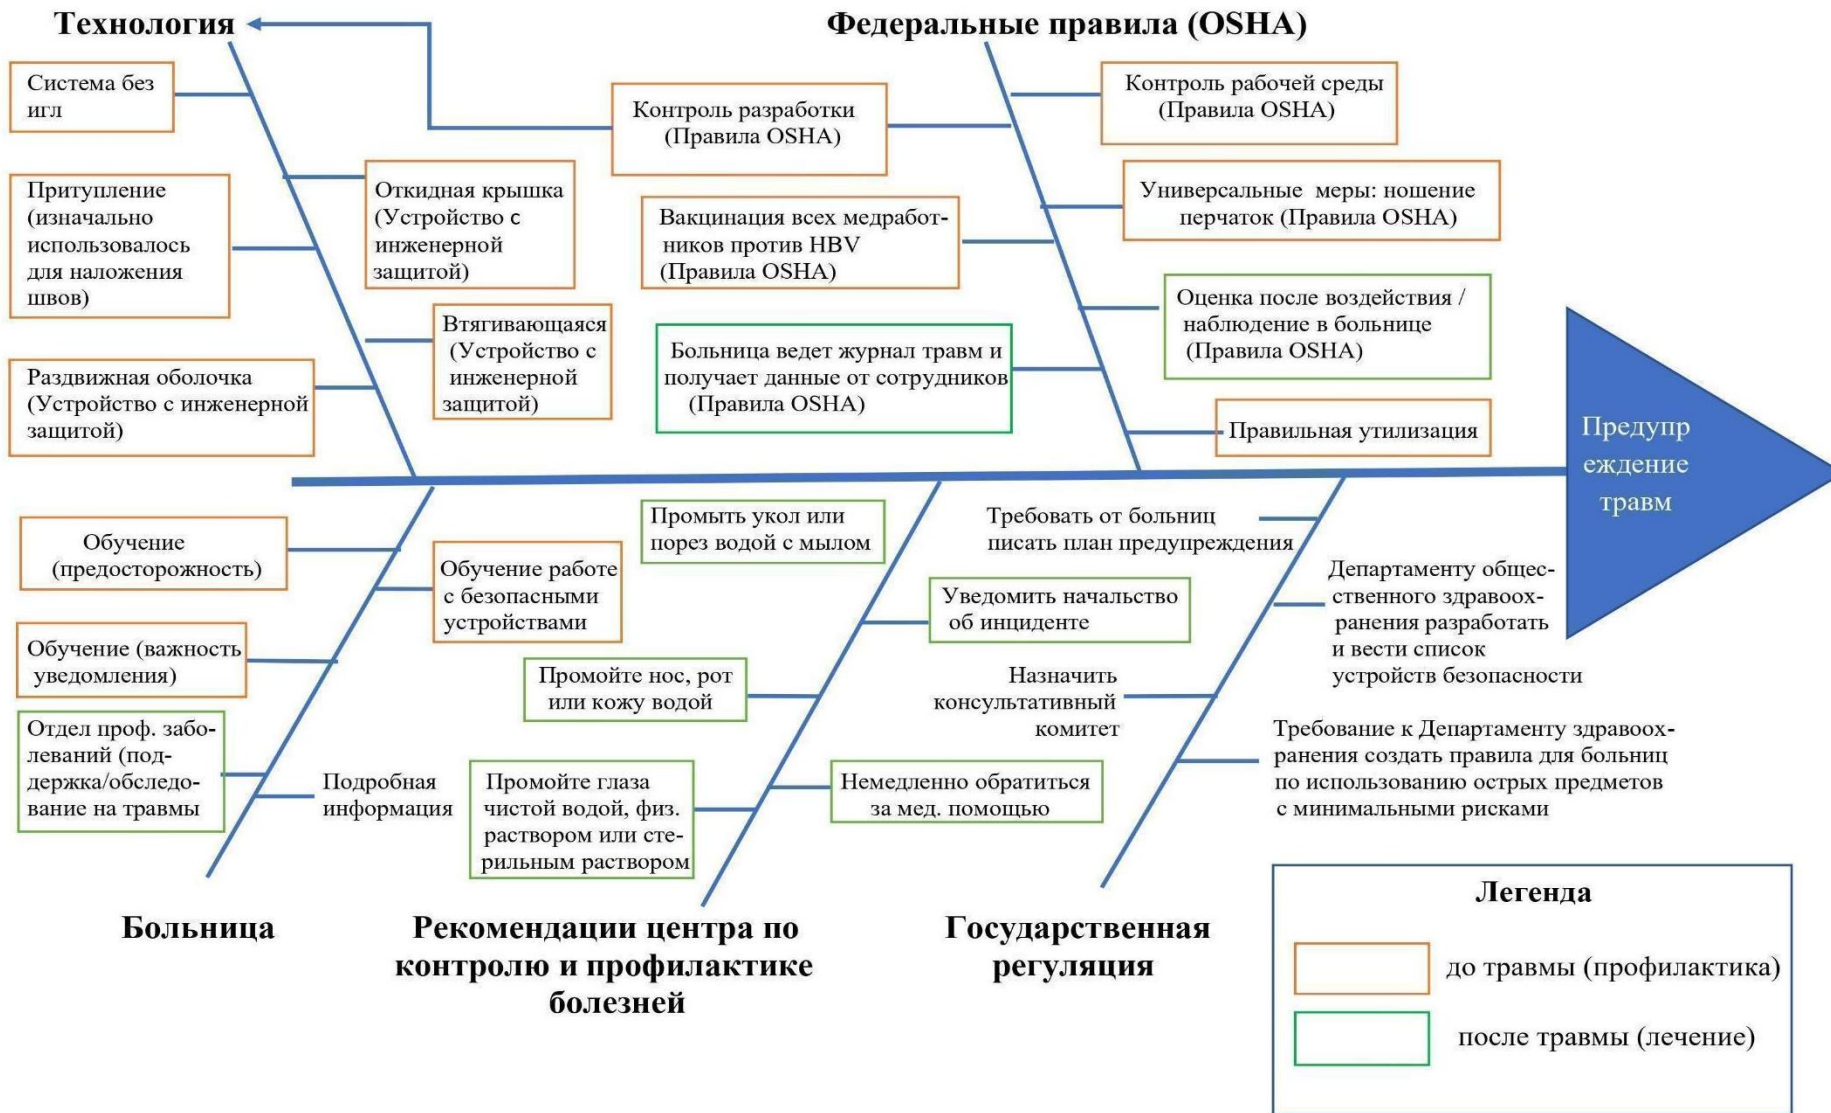 Технология
Федеральные правила (OSHA)
Система без
игл
Притупление
(изначально
использовалось
для наложения
швов)
Раздвижная оболочка
(Устройство с инженерной
защитой)
Откидная крышка
(Устройство с
инженерной
защитой)
Втягивающаяся
(Устройство с
инженерной
защитой)
Контроль разработки
(Правила OSHA)
Вакцинация всех медработ-
ников против HBV
(Правила OSHA)
Больница ведет журнал травм и
получает данные от сотрудников
(Правила OSHA)
Контроль рабочей среды
(Правила OSHA)
Универсальные меры: ношение
перчаток (Правила OSHA)
Оценка после воздействия /
наблюдение в больнице
(Правила OSHA)
Правильная утилизация
Предупр
еждение
травм
Обучение
(предосторожность)
Обучение (важность
уведомления)
Отдел проф. забо-
леваний (под-
держка/обследо-
вание на травмы
Обучение работе
с безопасными
устройствами
Подробная
информация
Промыть укол или
порез водой с мылом
Промойте нос, рот
или кожу водой
Промойте глаза
чистой водой, физ.
раствором или сте-
рильным раствором
Уведомить начальство
об инциденте
Немедленно обратиться
за мед. помощью
Требовать от больниц
писать план предупреждения
Назначить
консультативный
комитет
Департаменту общес-
ственного здравоох-
ранения разработать
и вести список
устройств безопасности
Требование к Департаменту здравоох-
ранения создать правила для больниц
по использованию острых предметов
с минимальными рисками
Больница
Рекомендации центра по
контролю и профилактике
болезней
Государственная
регуляция
Легенда
до травмы (профилактика)
после травмы (лечение)